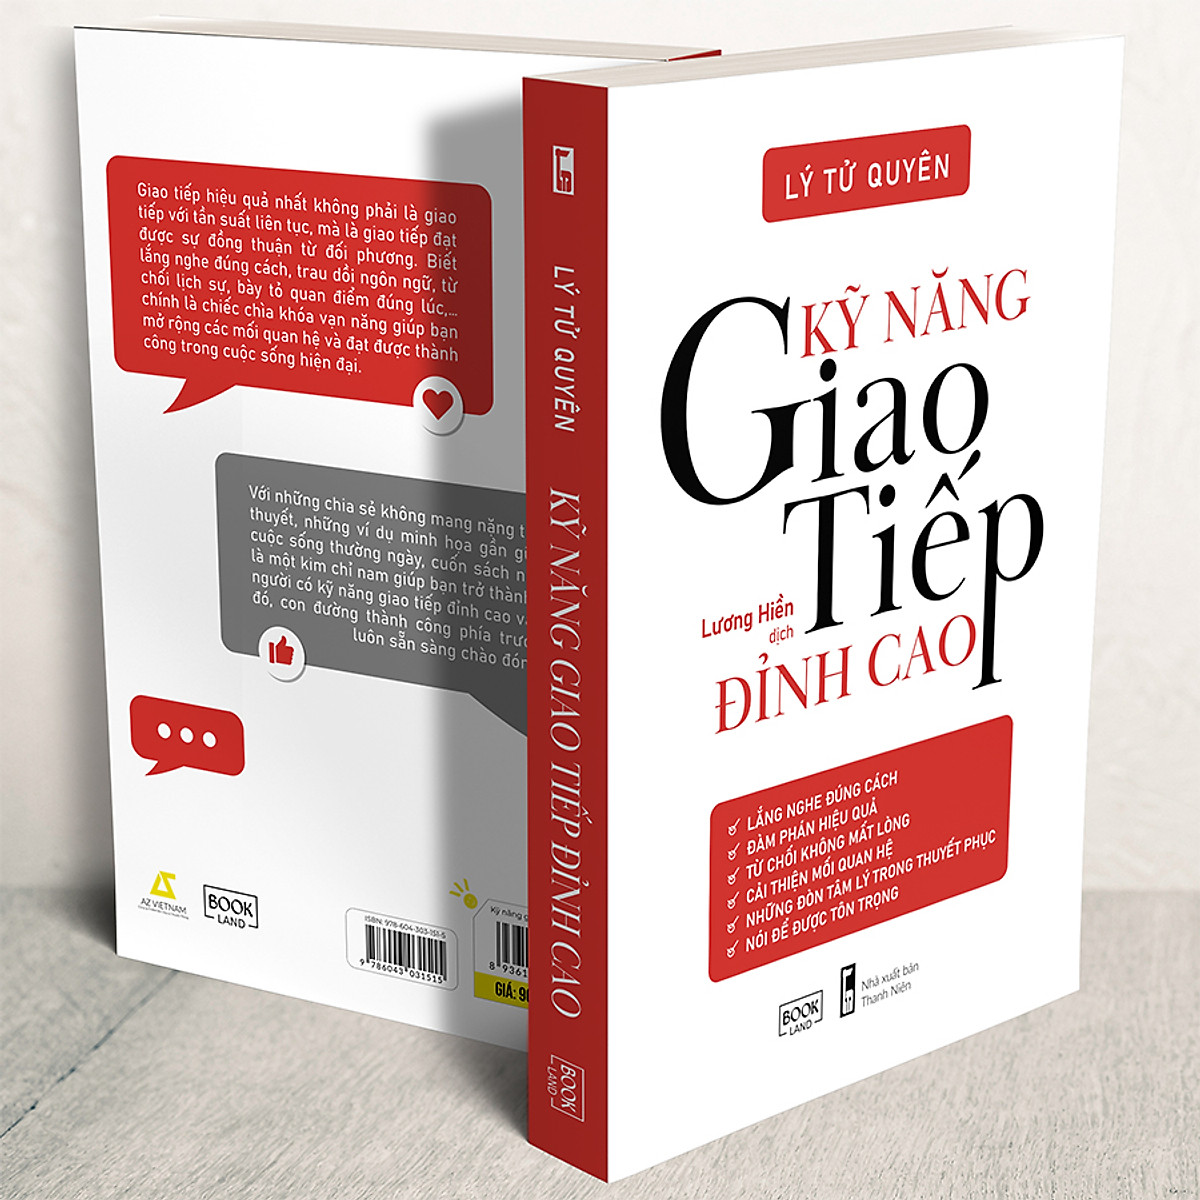 Giao tiếp hiệu quả nhất không phải là giao
tiếp với tần suất liên tục, mà là giao tiếp đạt
được sự đồng thuận từ đối phương. Biết
lắng nghe đúng cách, trau dồi ngôn ngữ, từ
chối lịch sự, bày tỏ quan điểm đúng lúc,...
chính là chiếc chìa khóa vạn năng giúp bạn
mở rộng các mối quan hệ và đạt được thành
công trong cuộc sống hiện đại.
Với những chia sẻ không mang nặng
thuyết, những ví dụ minh họa gần
cuộc sống thường ngày, cuốn sách
là một kim chỉ nam giúp bạn trở thành
người có kỹ năng giao tiếp đỉnh cao
đó, con đường thành công phía
luôn sẵn sàng chào đón
AZ VIETNAM
BOOK
LAND
ISBN: 978-604-303-151-5
9 786043 031515
Kỹ năng
8 936
GIÁ:
LÝ TỬ QUYÊN
KỸ NĂNG GIAO TIẾP ĐỈNH CAO
BOOK
LAND
LÝ TỬ QUYÊN
KỸ NĂNG
Giao
Tiếp
Lương Hiền
dịch
ĐỈNH CAO
LẮNG NGHE ĐÚNG CÁCH
ĐÀM PHÁN HIỆU QUẢ
TỪ CHỐI KHÔNG MẤT LÒNG
CẢI THIỆN MỐI QUAN HỆ
NHỮNG ĐÒN TÂM LÝ TRONG THUYẾT PHỤC
NÓI ĐỂ ĐƯỢC TÔN TRỌNG
BOOK
LAND
Nhà xuất bản
Thanh Niên